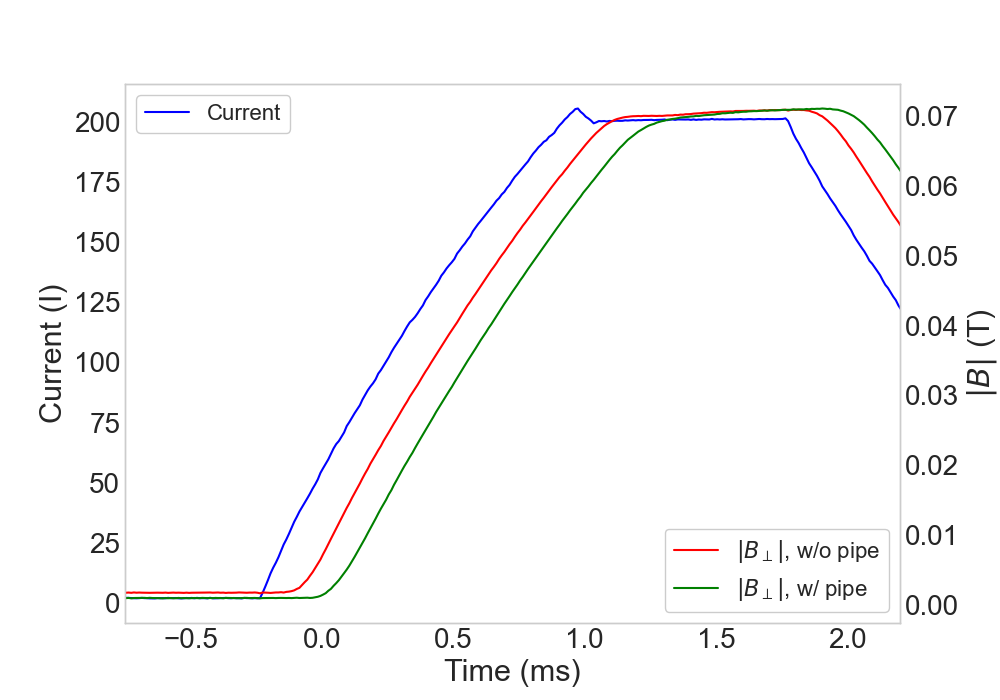 Current
Current (I)
200
175
150
125
100
75
50
25
0
0.07
0.06
0.05
0.04
0.03
0.02
0.01
0.00
|B| (T)
|B⊥|, w/o pipe
|B⊥|, w/ pipe
−0.5 0.0 0.5 1.0 1.5 2.0
Time (ms)